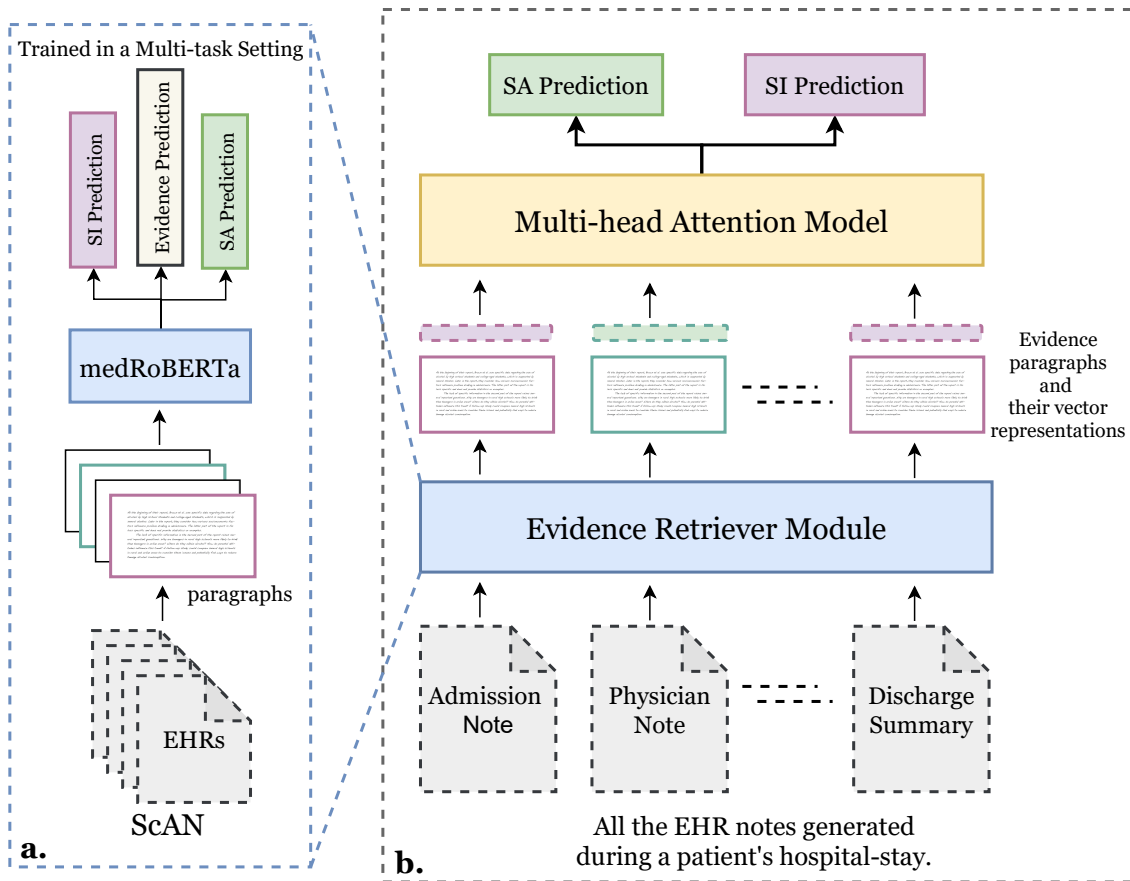 Trained in a Multi-task Setting
SI Prediction
Evidence Prediction
SA Prediction
medRoBERTa
paragraphs
EHRs
ScAN
a.
SA Prediction
SI Prediction
Multi-head Attention Model
Evidence
paragraphs
and
their vector
representations
Evidence Retriever Module
Admission
Note
Physician
Note
Discharge
Summary
All the EHR notes generated
during a patient's hospital-stay.
b.